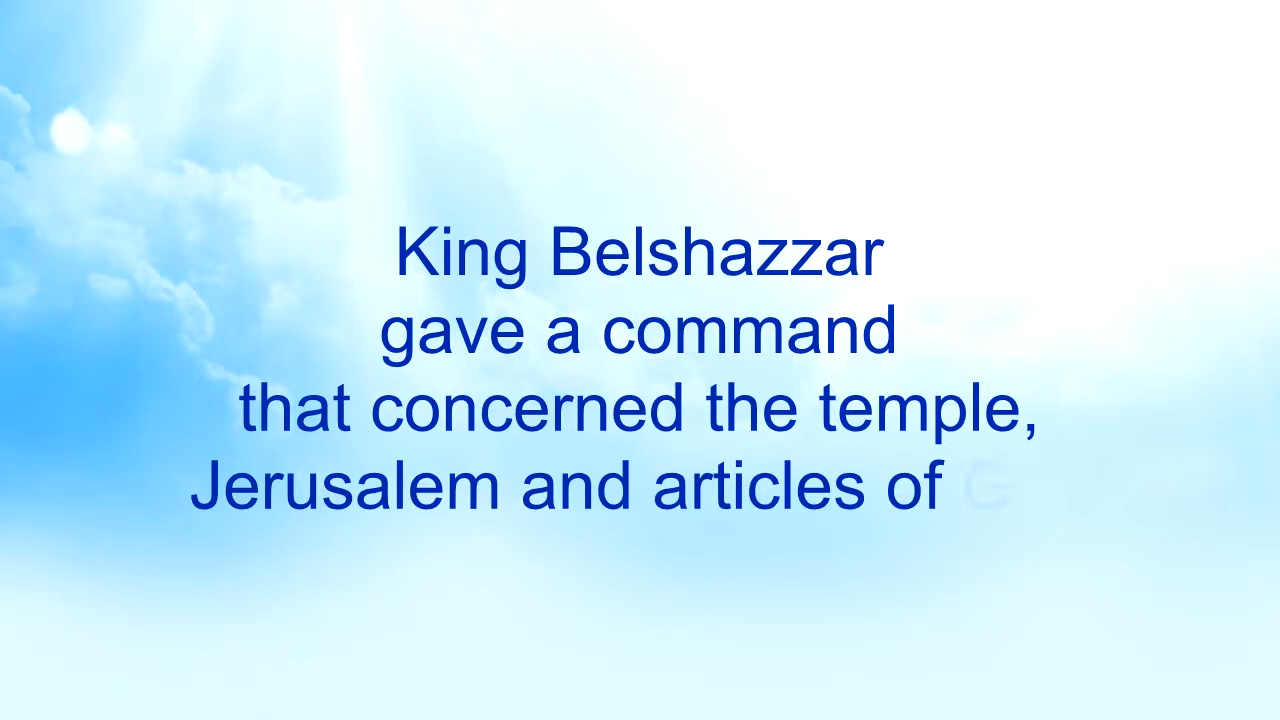 King Belshazzar
gave a command
that concerned the temple,
Jerusalem and articles of